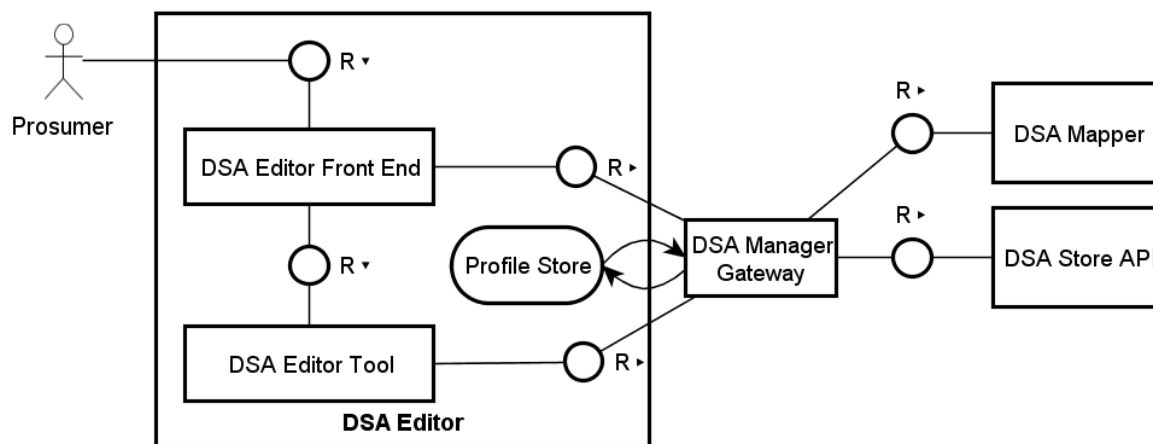 Prosumer
R ▾
DSA Editor Front End
R ▸
R ▾
Profile Store
DSA Editor Tool
R ▸
DSA Editor
DSA Manager
Gateway
R ▸
DSA Mapper
R ▸
DSA Store API